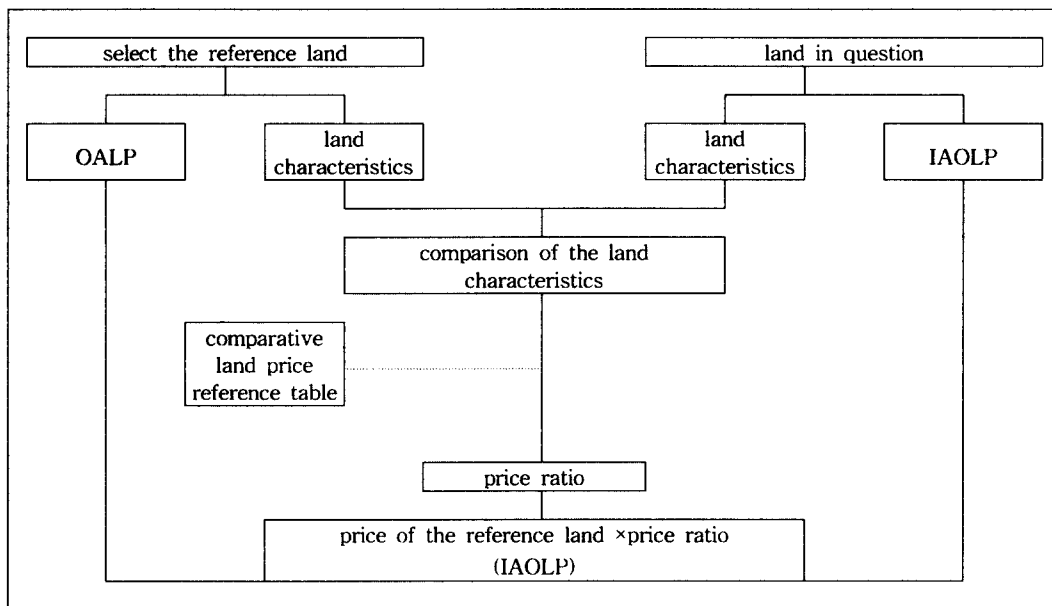 select the reference land
land in question
OALP
land
characteristics
land
characteristics
IAOLP
comparison of the land
characteristics
comparative
land price
reference table
price ratio
price of the reference land ×price ratio
(IAOLP)